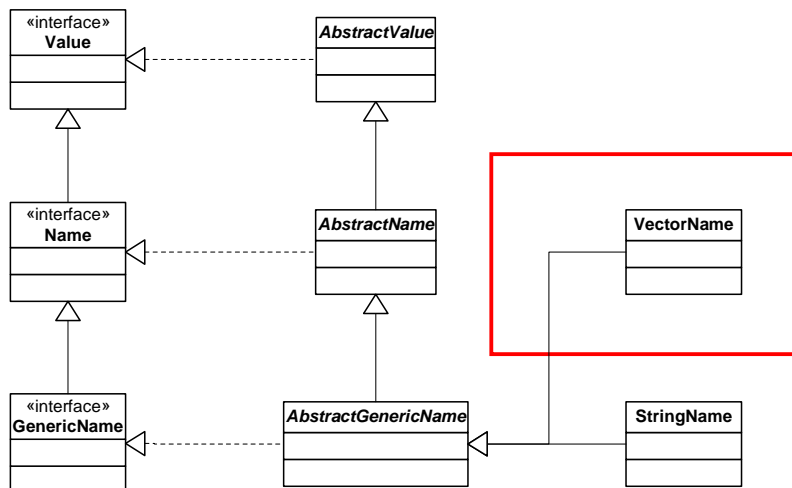 «interface»
Value
AbstractValue
«interface»
Name
AbstractName
VectorName
«interface»
GenericName
AbstractGenericName
StringName